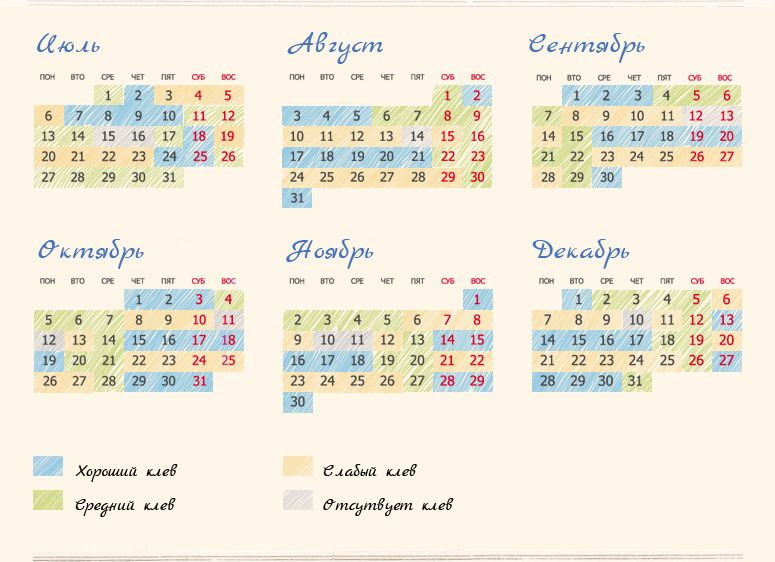 Июль Август Сентябрь
ПОН ВТО СРЕ ЧЕТ ПЯТ СУБ ВОС ПОН ВТО СРЕ ЧЕТ ПЯТ СУБ ВОС ПОН ВТО СРЕ ЧЕТ ПЯТ СУБ ВОС
1 2 3 4 5 1 2 1 2 3 4 5 6
6 7 8 9 10 11 12 3 4 5 6 7 8 9 7 8 9 10 11 12 13
13 14 15 16 17 18 19 10 11 12 13 14 15 16 14 15 16 17 18 19 20
20 21 22 23 24 25 26 17 18 19 20 21 22 23 21 22 23 24 25 26 27
27 28 29 30 31 24 25 26 27 28 29 30 28 29 30
31
Октябрь Ноябрь Декабрь
ПОН ВТО СРЕ ЧЕТ ПЯТ СУБ ВОС ПОН ВТО СРЕ ЧЕТ ПЯТ СУБ ВОС ПОН ВТО СРЕ ЧЕТ ПЯТ СУБ ВОС
1 2 3 4 1 1 2 3 4 5 6
5 6 7 8 9 10 11 2 3 4 5 6 7 8 7 8 9 10 11 12 13
12 13 14 15 16 17 18 9 10 11 12 13 14 15 14 15 16 17 18 19 20
19 20 21 22 23 24 25 16 17 18 19 20 21 22 21 22 23 24 25 26 27
26 27 28 29 30 31 23 24 25 26 27 28 29 28 29 30 31
30
Хороший клев Слабый клев
Средний клев Отсутвует клев